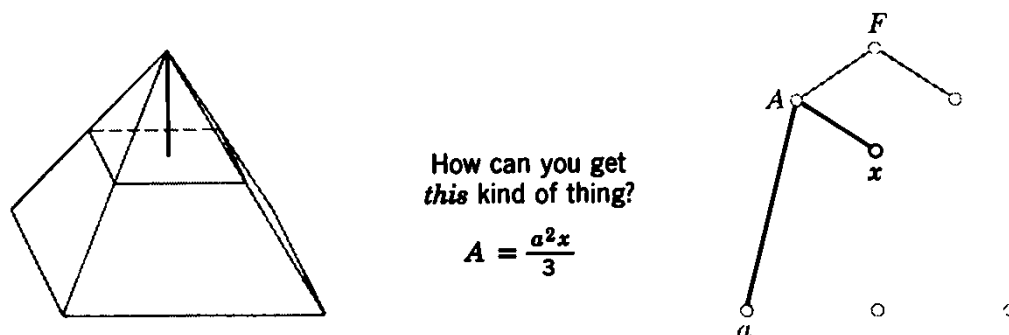 How can you get
this kind of thing?
A = a²x/3
F
A
x
a